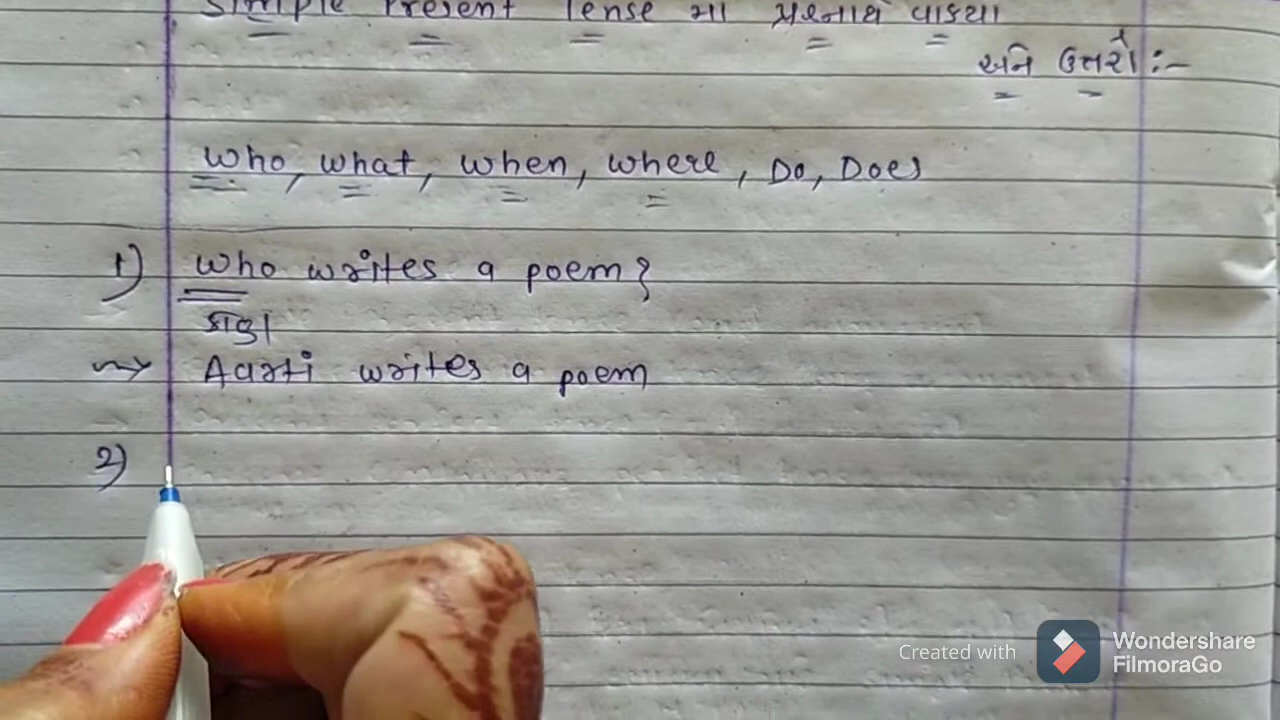 Simple Present Tense મા પ્રશ્નાર્થ વાક્યા
અને ઉત્તરો :-
Who, what, when, where, Do, Does
1) Who writes a poem?
કોણ
Aarti writes a poem
2)
Created with Wondershare FilmoraGo